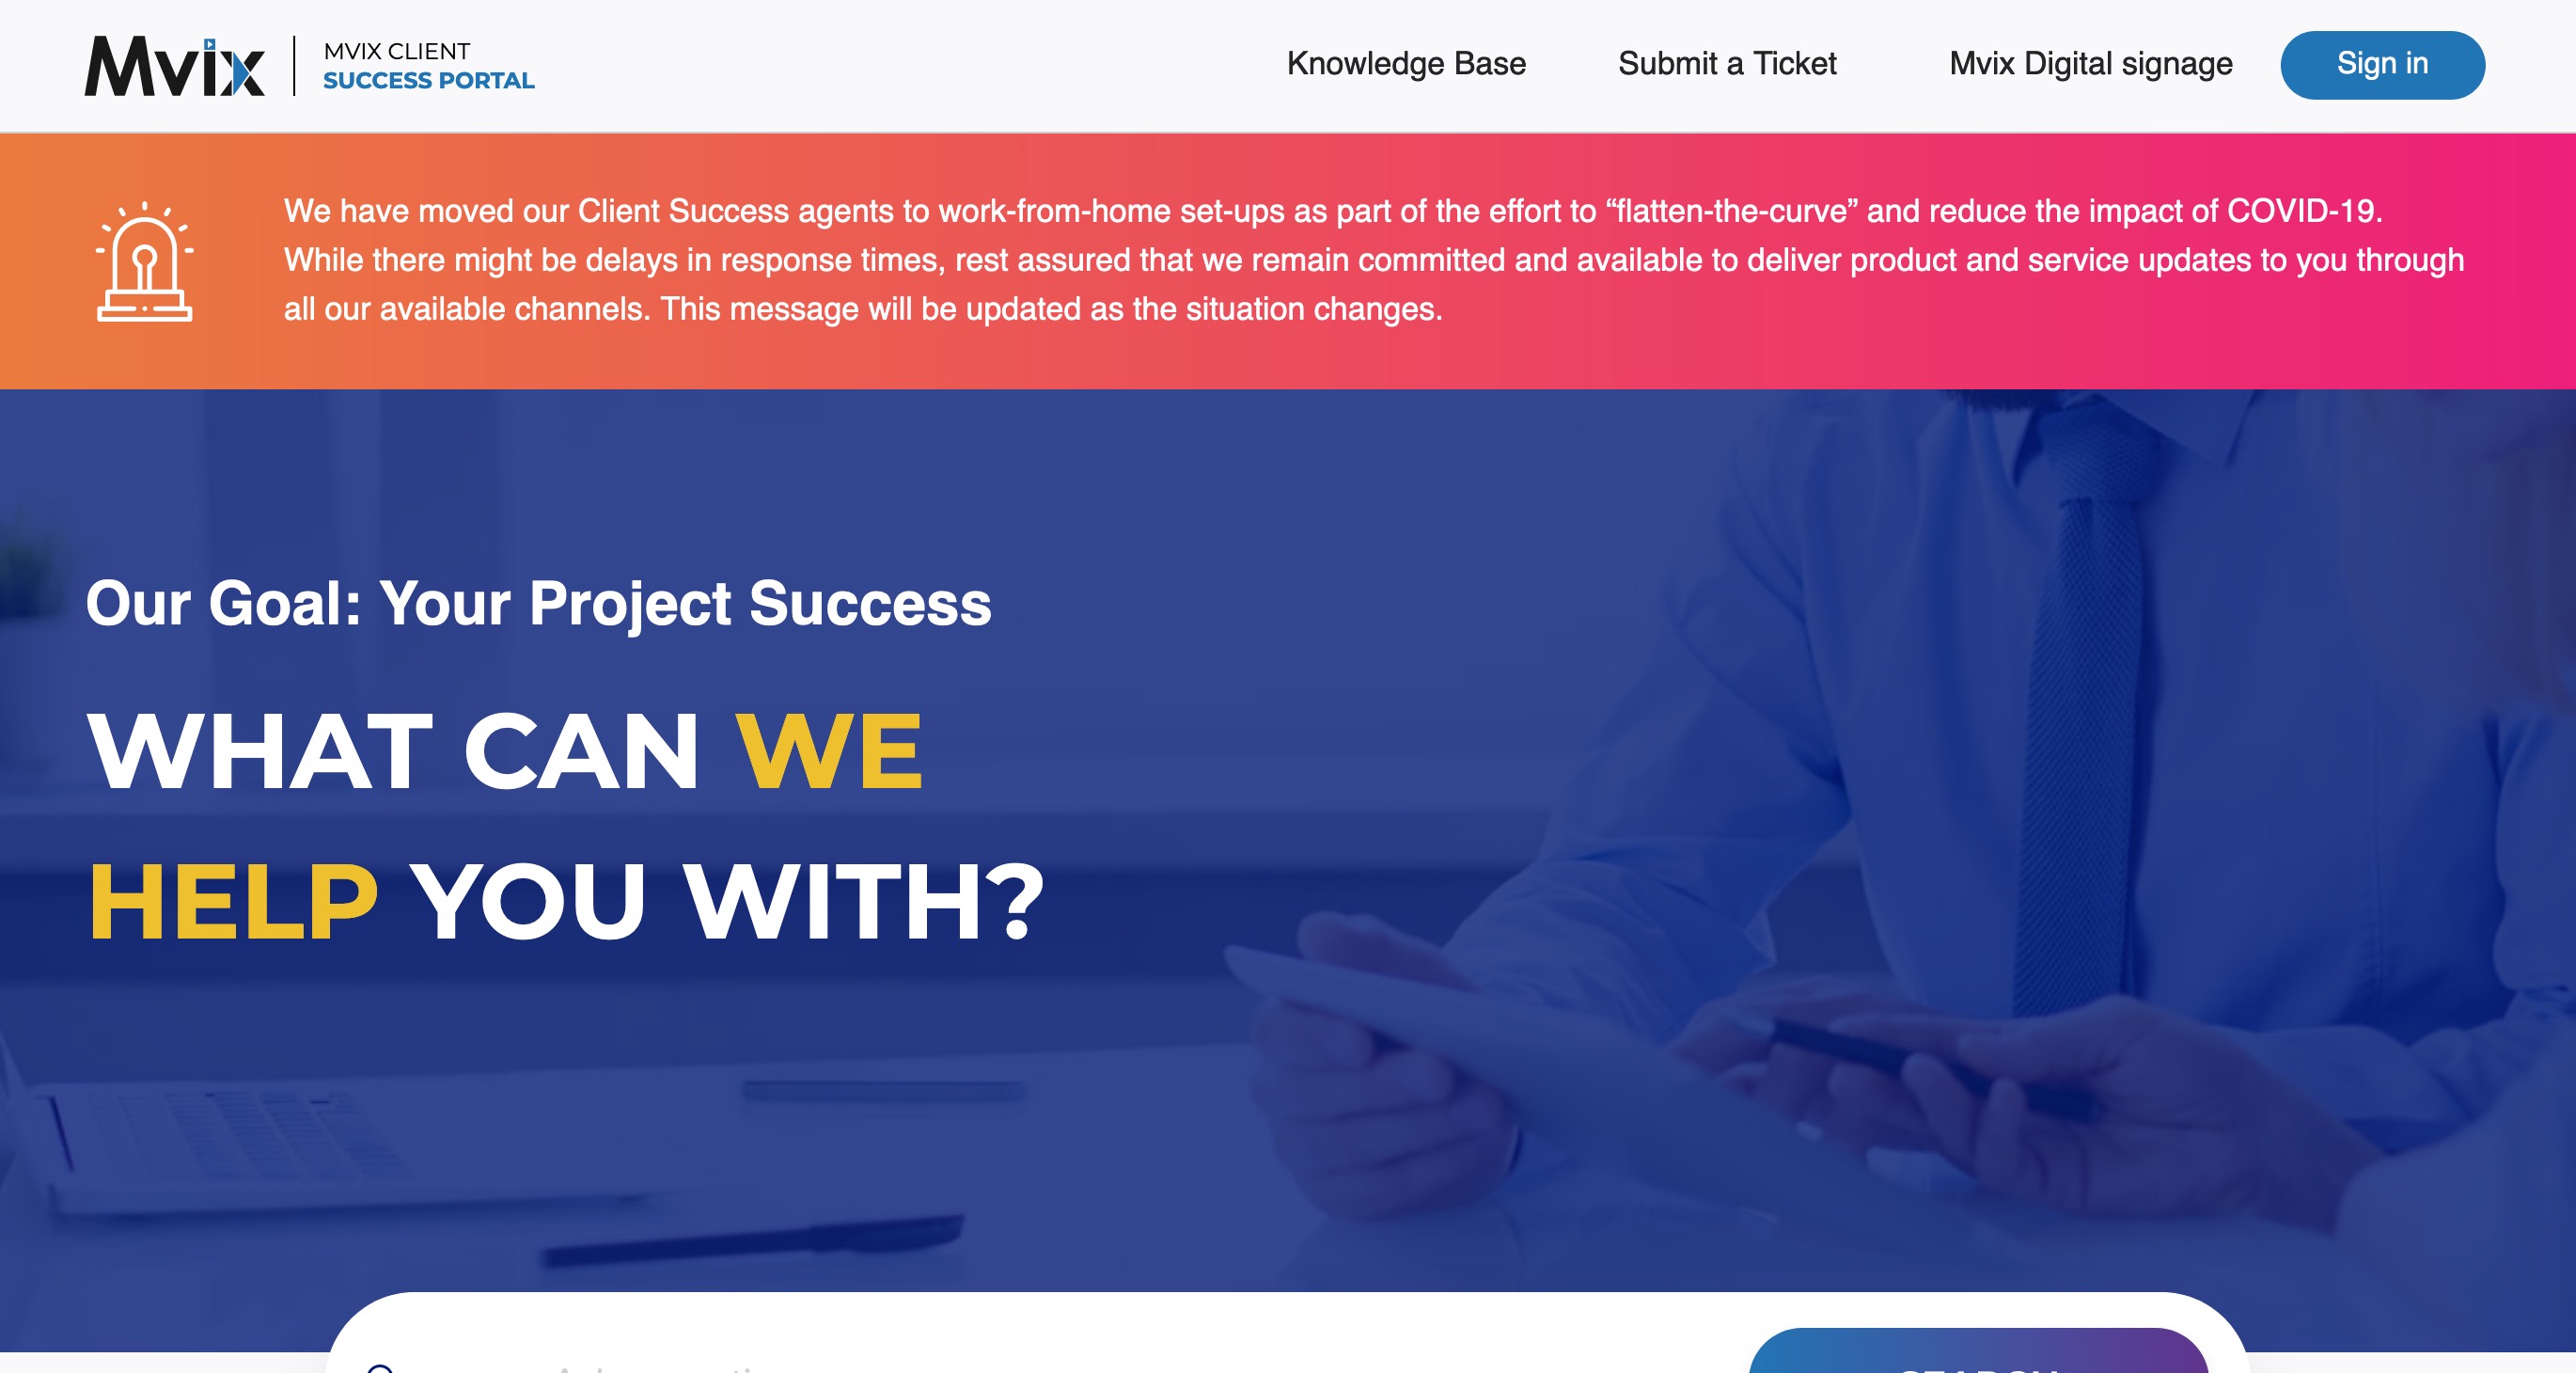 Mvix
MVIX CLIENT
SUCCESS PORTAL
Knowledge Base
Submit a Ticket
Mvix Digital signage
Sign in
We have moved our Client Success agents to work-from-home set-ups as part of the effort to “flatten-the-curve” and reduce the impact of COVID-19.
While there might be delays in response times, rest assured that we remain committed and available to deliver product and service updates to you through
all our available channels. This message will be updated as the situation changes.
Our Goal: Your Project Success
WHAT CAN WE
HELP YOU WITH?
SEARCH